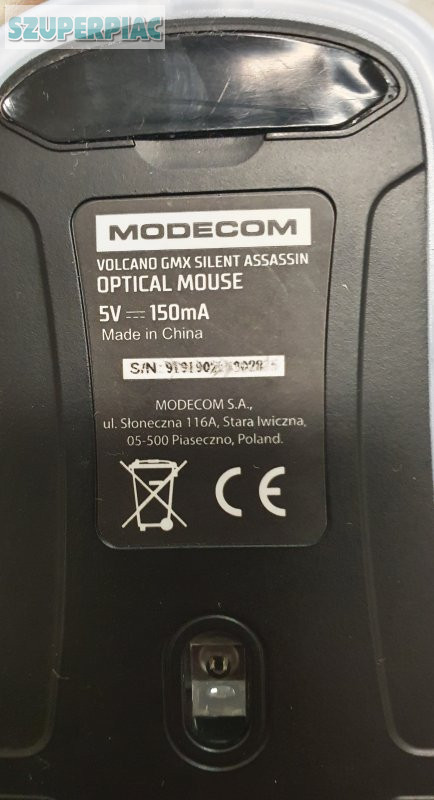 SZUPERPIAC
MODECOM
VOLCANO GMX SILENT ASSASSIN
OPTICAL MOUSE
5V ⎓ 150mA
Made in China
S/N
MODECOM S.A.,
ul. Słoneczna 116A, Stara Iwiczna,
05-500 Piaseczno, Poland.
CE